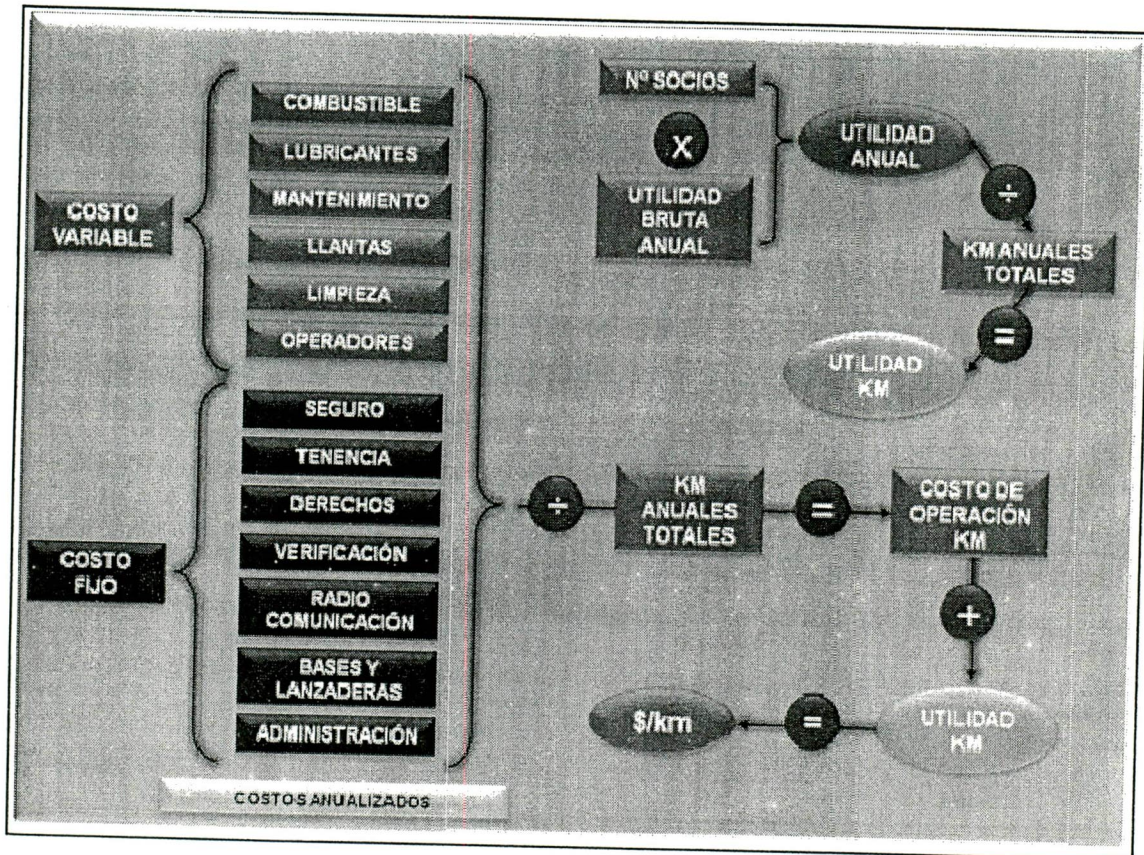 COSTO
VARIABLE
COMBUSTIBLE
LUBRICANTES
MANTENIMIENTO
LLANTAS
LIMPIEZA
OPERADORES
COSTO
FIJO
SEGURO
TENENCIA
DERECHOS
VERIFICACIÓN
RADIO
COMUNICACIÓN
BASES Y
LANZADERAS
ADMINISTRACIÓN
COSTOS ANUALIZADOS
Nº SOCIOS
X
UTILIDAD
BRUTA
ANUAL
UTILIDAD
ANUAL
÷
KM ANUALES
TOTALES
=
UTILIDAD
KM
÷
KM
ANUALES
TOTALES
=
COSTO DE
OPERACIÓN
KM
+
UTILIDAD
KM
=
$/km